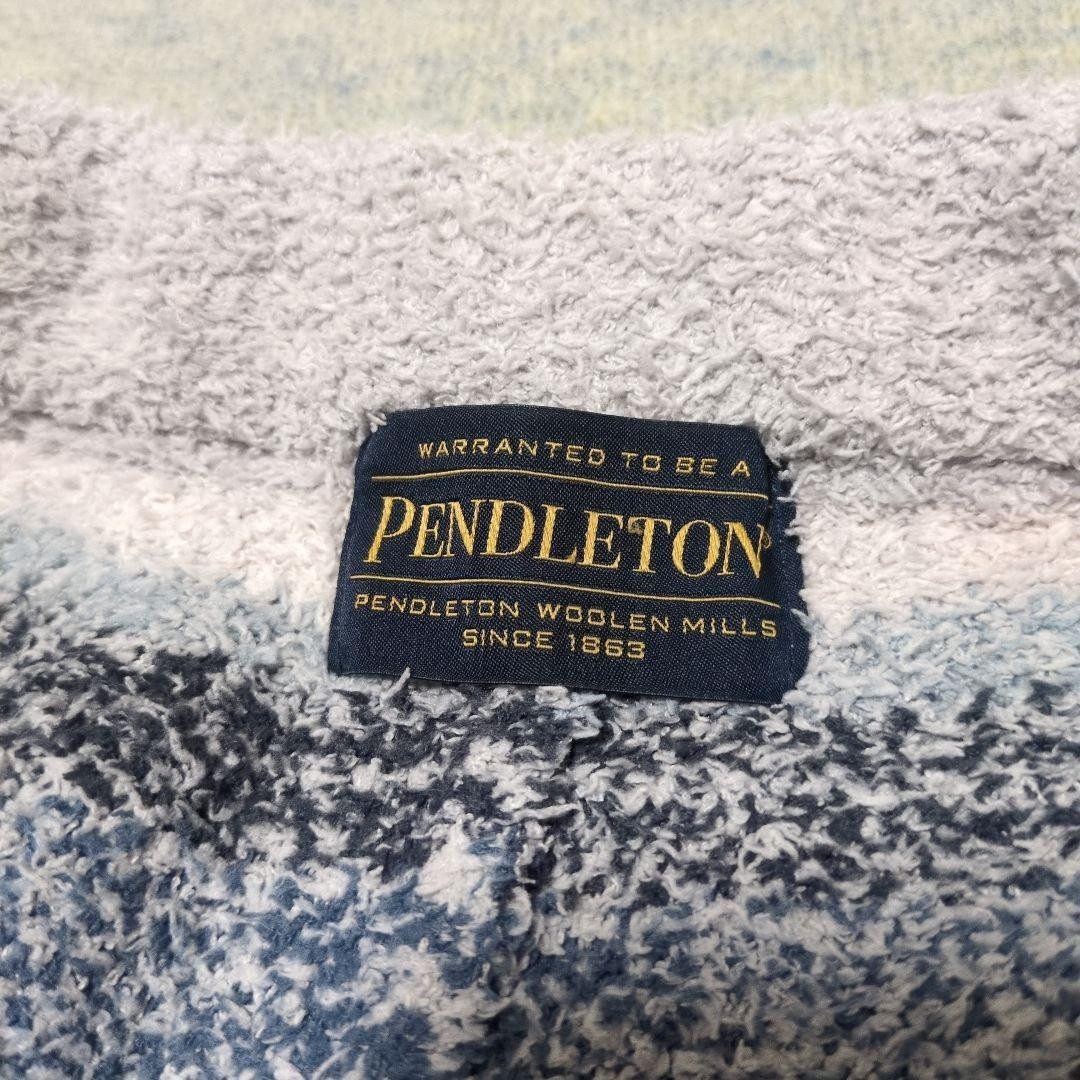 WARRANTED TO BE A
PENDLETON®
PENDLETON WOOLEN MILLS
SINCE 1863